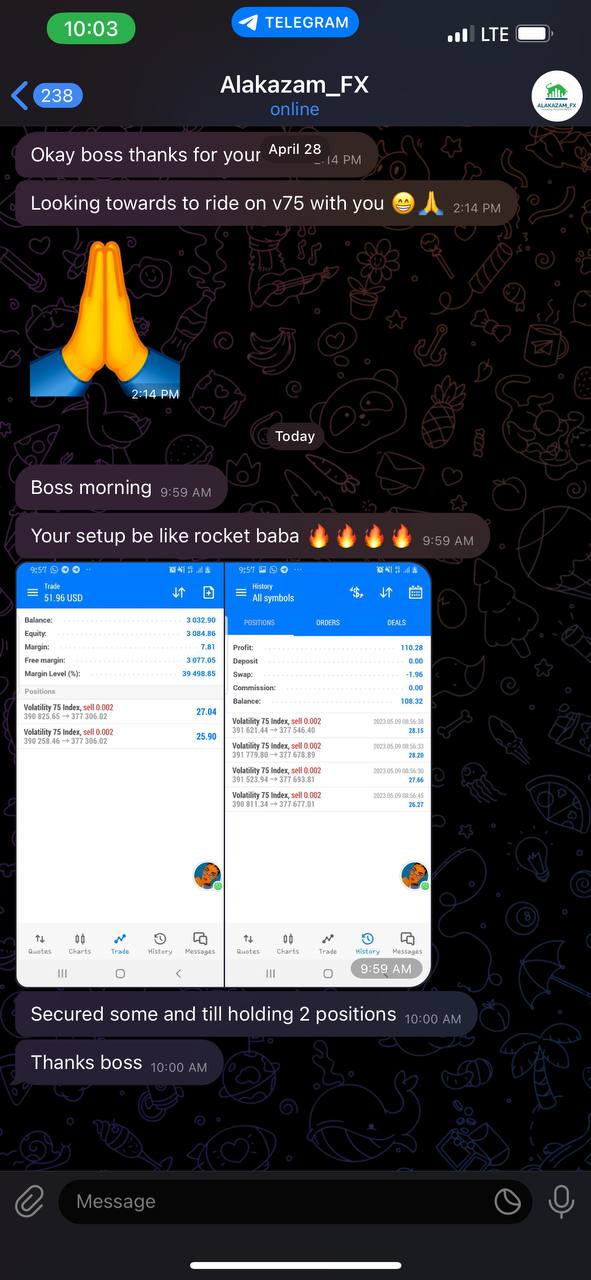 10:03
TELEGRAM
LTE
238
Alakazam_FX
online
ALAKAZAM_FX
Okay boss thanks for your
April 28
14 PM
Looking towards to ride on v75 with you 😁🙏 2:14 PM
2:14 PM
Today
Boss morning 9:59 AM
Your setup be like rocket baba 🔥🔥🔥🔥 9:59 AM
9:57
Trade
51.96 USD
Balance: 3 032.90
Equity: 3 084.86
Margin: 7.81
Free margin: 3 077.05
Margin Level (%): 39 498.85
Positions
Volatility 75 Index, sell 0.002
390 825.65 → 377 306.02 27.04
Volatility 75 Index, sell 0.002
390 258.46 → 377 306.02 25.90
Quotes Charts Trade History Messages
9:57
History
All symbols
POSITIONS ORDERS DEALS
Profit: 110.28
Deposit 0.00
Swap: -1.96
Commission: 0.00
Balance: 108.32
Volatility 75 Index, sell 0.002 2023.05.09 08:56:38
391 621.44 → 377 546.40 28.15
Volatility 75 Index, sell 0.002 2023.05.09 08:56:33
391 779.80 → 377 678.89 28.20
Volatility 75 Index, sell 0.002 2023.05.09 08:56:30
391 523.94 → 377 693.81 27.66
Volatility 75 Index, sell 0.002 2023.05.09 08:56:45
390 811.34 → 377 677.01 26.27
Quotes Charts Trade History Messages
9:59 AM
Secured some and till holding 2 positions 10:00 AM
Thanks boss 10:00 AM
Message